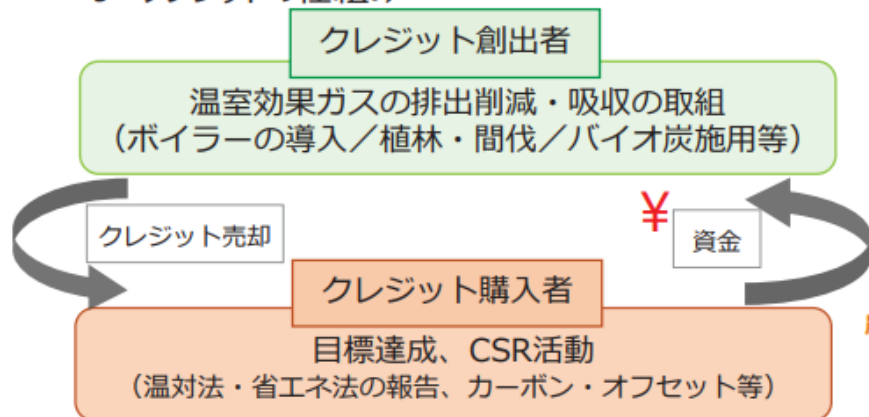 クレジット創出者
温室効果ガスの排出削減・吸収の取組
（ボイラーの導入／植林・間伐／バイオ炭施用等）
クレジット売却
¥
資金
クレジット購入者
目標達成、CSR活動
（温対法・省エネ法の報告、カーボン・オフセット等）